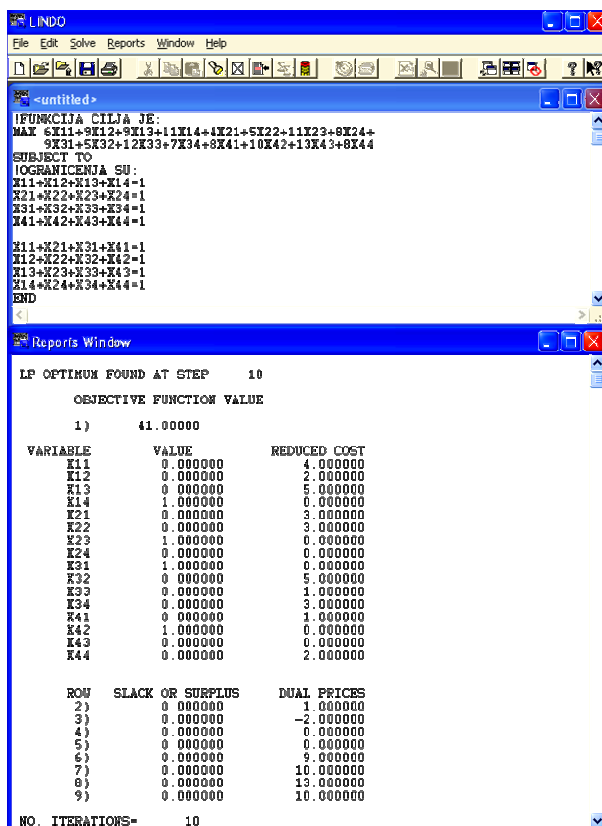 LINDO
File Edit Solve Reports Window Help
<untitled>
!FUNKCIJA CILJA JE:
MAX 6X11+9X12+9X13+11X14+4X21+5X22+11X23+8X24+
9X31+5X32+12X33+7X34+8X41+10X42+13X43+8X44
SUBJECT TO
!OGRANICENJA SU:
X11+X12+X13+X14=1
X21+X22+X23+X24=1
X31+X32+X33+X34=1
X41+X42+X43+X44=1
X11+X21+X31+X41=1
X12+X22+X32+X42=1
X13+X23+X33+X43=1
X14+X24+X34+X44=1
END
Reports Window
LP OPTIMUM FOUND AT STEP 10
OBJECTIVE FUNCTION VALUE
1) 41.00000
VARIABLE VALUE REDUCED COST
X11 0.000000 4.000000
X12 0.000000 2.000000
X13 0.000000 5.000000
X14 1.000000 0.000000
X21 0.000000 3.000000
X22 0.000000 3.000000
X23 1.000000 0.000000
X24 0.000000 0.000000
X31 1.000000 0.000000
X32 0.000000 5.000000
X33 0.000000 1.000000
X34 0.000000 3.000000
X41 0.000000 1.000000
X42 1.000000 0.000000
X43 0.000000 0.000000
X44 0.000000 2.000000
ROW SLACK OR SURPLUS DUAL PRICES
2) 0.000000 1.000000
3) 0.000000 -2.000000
4) 0.000000 0.000000
5) 0.000000 0.000000
6) 0.000000 9.000000
7) 0.000000 10.000000
8) 0.000000 13.000000
9) 0.000000 10.000000
NO. ITERATIONS= 10